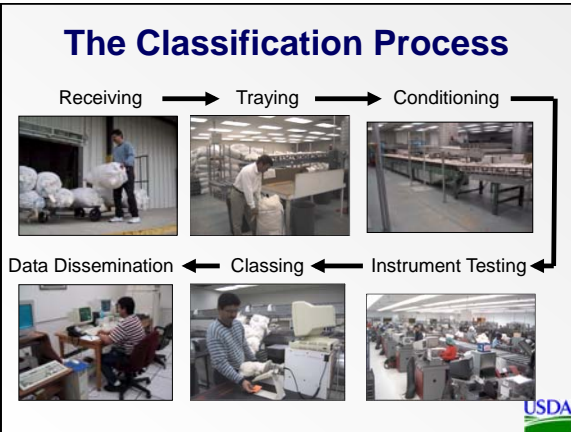 The Classification Process
Receiving Traying Conditioning
Data Dissemination Classing Instrument Testing
USDA